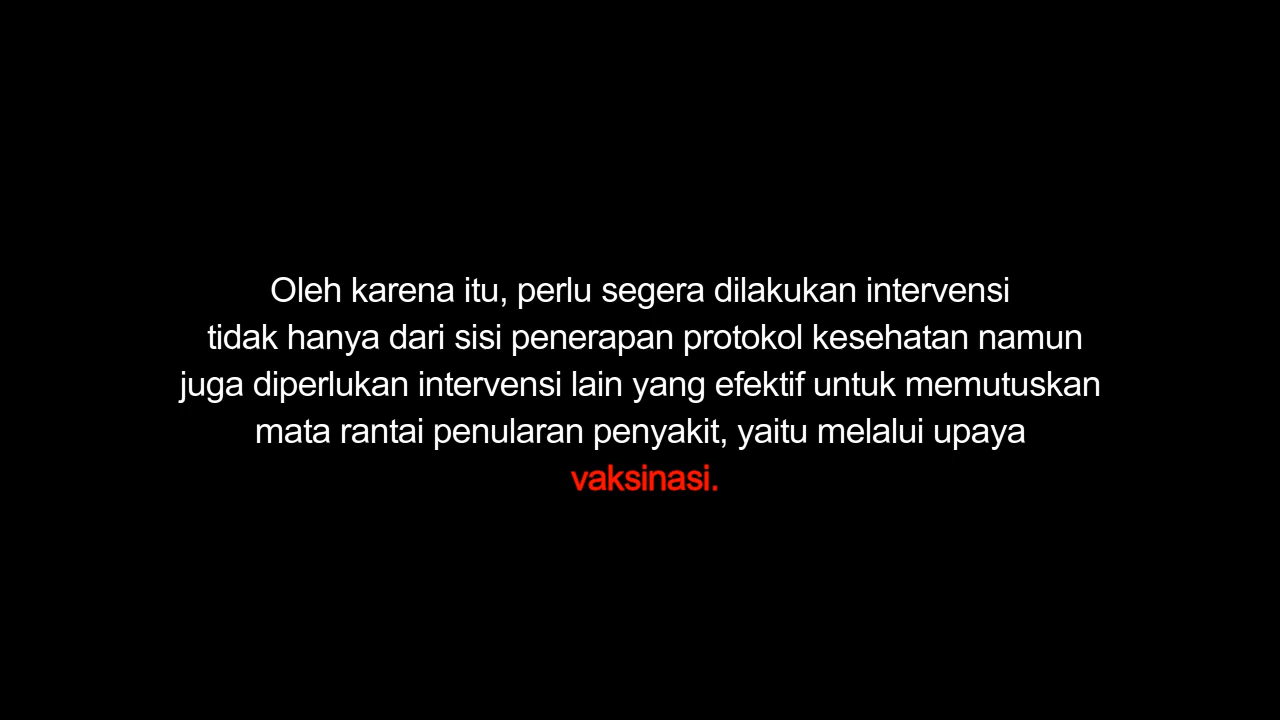 Oleh karena itu, perlu segera dilakukan intervensi
tidak hanya dari sisi penerapan protokol kesehatan namun
juga diperlukan intervensi lain yang efektif untuk memutuskan
mata rantai penularan penyakit, yaitu melalui upaya
vaksinasi.